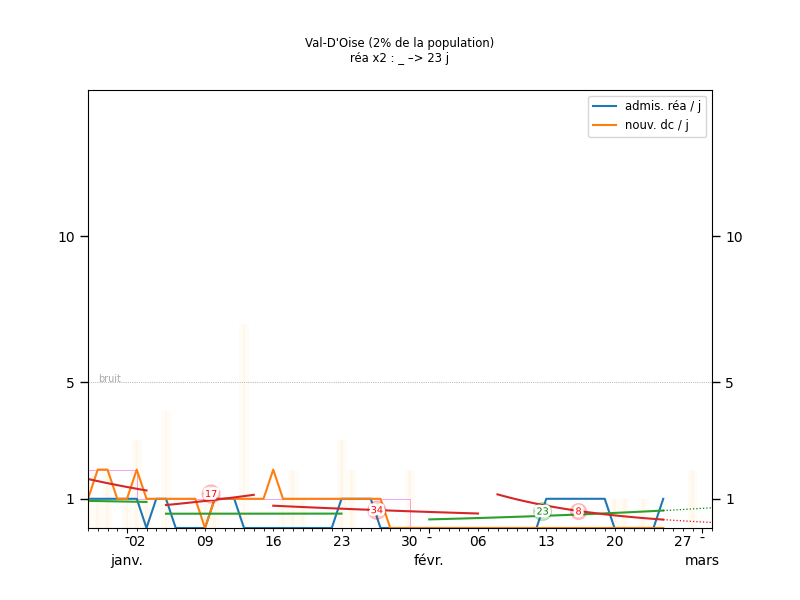 Val-D'Oise (2% de la population)
réa x2 : _ –> 23 j
admis. réa / j
nouv. dc / j
10 10
bruit
5 5
17
34
23
8
1 1
02 09 16 23 30 06 13 20 27
janv. févr. mars